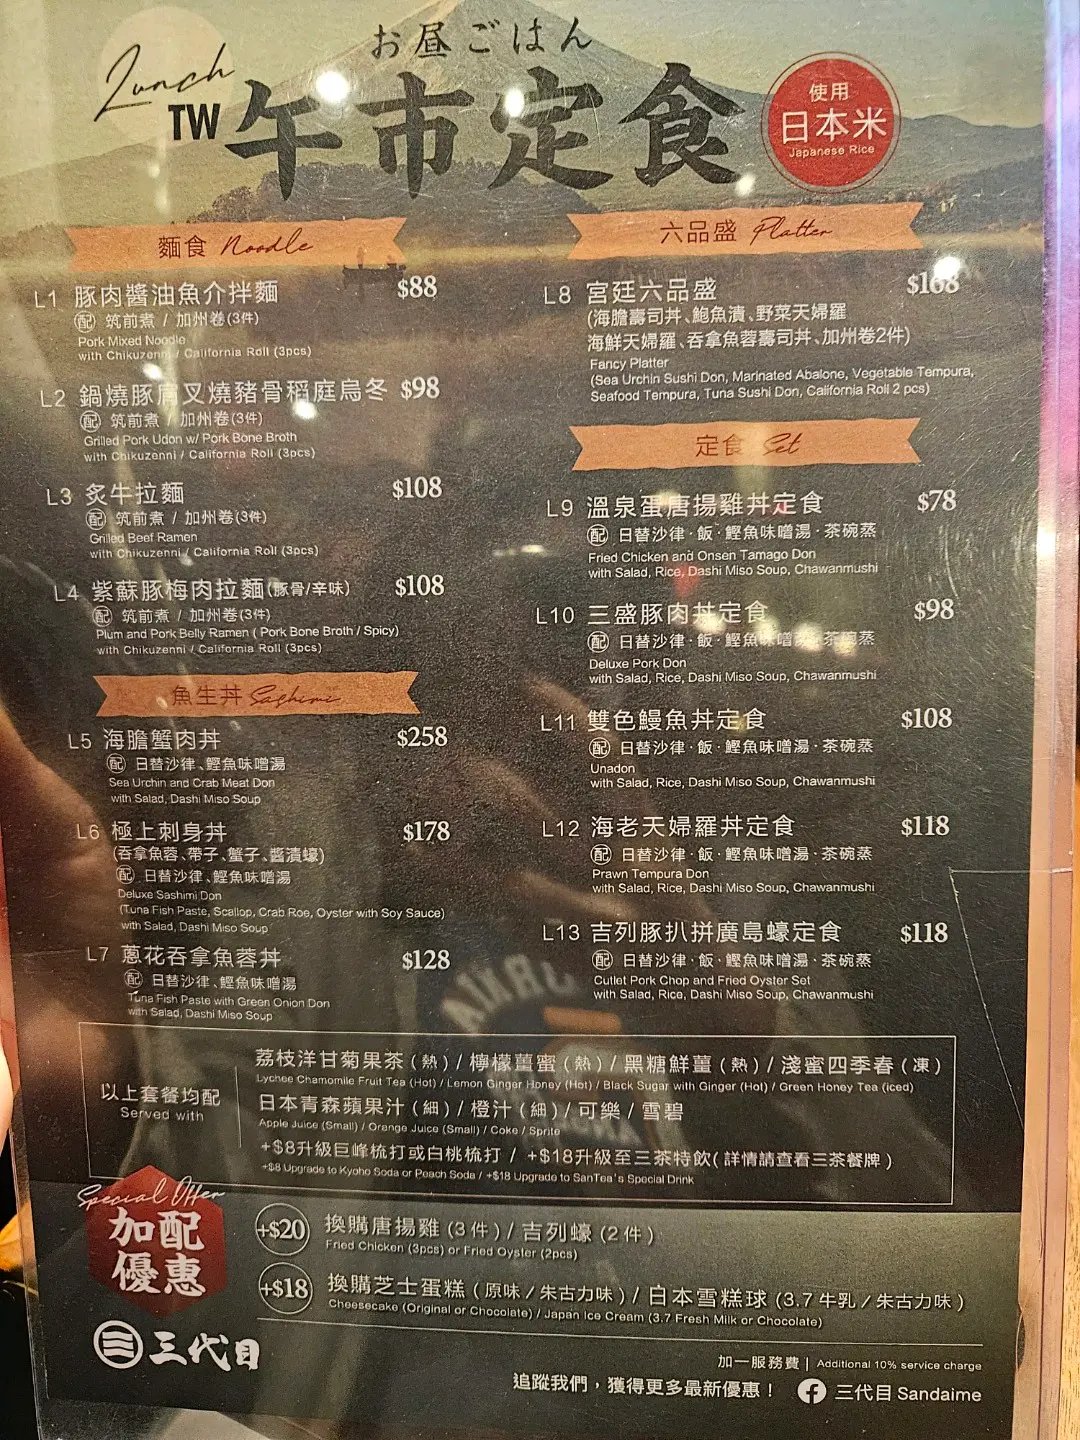 お昼ごはん
Lunch
TW 午市定食
使用
日本米
Japanese Rice
麵食 Noodle
L1 豚肉醬油魚介拌麵 $88
配 筑前煮 / 加州卷(3件)
Pork Mixed Noodle
with Chikuzenni / California Roll (3pcs)
L2 鍋燒豚肩叉燒豬骨稻庭烏冬 $98
配 筑前煮 / 加州卷(3件)
Grilled Pork Udon w/ Pork Bone Broth
with Chikuzenni / California Roll (3pcs)
L3 炙牛拉麵 $108
配 筑前煮 / 加州卷(3件)
Grilled Beef Ramen
with Chikuzenni / California Roll (3pcs)
L4 紫蘇豚梅肉拉麵(豚骨/辛味) $108
配 筑前煮 / 加州卷(3件)
Plum and Pork Belly Ramen ( Pork Bone Broth / Spicy)
with Chikuzenni / California Roll (3pcs)
魚生丼 Sashimi
L5 海膽蟹肉丼 $258
配 日替沙律、鰹魚味噌湯
Sea Urchin and Crab Meat Don
with Salad, Dashi Miso Soup
L6 極上刺身丼 $178
(吞拿魚蓉、帶子、蟹子、醬漬蠔)
配 日替沙律、鰹魚味噌湯
Deluxe Sashimi Don
(Tuna Fish Paste, Scallop, Crab Roe, Oyster with Soy Sauce)
with Salad, Dashi Miso Soup
L7 蔥花吞拿魚蓉丼 $128
配 日替沙律、鰹魚味噌湯
Tuna Fish Paste with Green Onion Don
with Salad, Dashi Miso Soup
六品盛 Platter
L8 宮廷六品盛 $168
(海膽壽司丼、鮑魚漬、野菜天婦羅
海鮮天婦羅、吞拿魚蓉壽司丼、加州卷2件)
Fancy Platter
(Sea Urchin Sushi Don, Marinated Abalone, Vegetable Tempura,
Seafood Tempura, Tuna Sushi Don, California Roll 2 pcs)
定食 Set
L9 溫泉蛋唐揚雞丼定食 $78
配 日替沙律·飯·鰹魚味噌湯·茶碗蒸
Fried Chicken and Onsen Tamago Don
with Salad, Rice, Dashi Miso Soup, Chawanmushi
L10 三盛豚肉丼定食 $98
配 日替沙律·飯·鰹魚味噌湯·茶碗蒸
Deluxe Pork Don
with Salad, Rice, Dashi Miso Soup, Chawanmushi
L11 雙色鰻魚丼定食 $108
配 日替沙律·飯·鰹魚味噌湯·茶碗蒸
Unadon
with Salad, Rice, Dashi Miso Soup, Chawanmushi
L12 海老天婦羅丼定食 $118
配 日替沙律·飯·鰹魚味噌湯·茶碗蒸
Prawn Tempura Don
with Salad, Rice, Dashi Miso Soup, Chawanmushi
L13 吉列豚扒拼廣島蠔定食 $118
配 日替沙律·飯·鰹魚味噌湯·茶碗蒸
Cutlet Pork Chop and Fried Oyster Set
with Salad, Rice, Dashi Miso Soup, Chawanmushi
以上套餐均配
Served with
荔枝洋甘菊果茶 (熱) / 檸檬薑蜜 (熱) / 黑糖鮮薑 (熱) / 淺蜜四季春 (凍)
Lychee Chamomile Fruit Tea (Hot) / Lemon Ginger Honey (Hot) / Black Sugar with Ginger (Hot) / Green Honey Tea (Iced)
日本青森蘋果汁 (細) / 橙汁 (細) / 可樂 / 雪碧
Apple Juice (Small) / Orange Juice (Small) / Coke / Sprite
+$8升級巨峰梳打或白桃梳打 / +$18升級至三茶特飲( 詳情請查看三茶餐牌 )
+$8 Upgrade to Kyoho Soda or Peach Soda / +$18 Upgrade to SanTea's Special Drink
Special Offer
加配
優惠
+$20 換購唐揚雞 (3 件) / 吉列蠔 (2 件)
Fried Chicken (3pcs) or Fried Oyster (2pcs)
+$18 換購芝士蛋糕 (原味/朱古力味) / 日本雪糕球 (3.7 牛乳/朱古力味)
Cheesecake (Original or Chocolate) / Japan Ice Cream (3.7 Fresh Milk or Chocolate)
三代目
加一服務費 | Additional 10% service charge
追蹤我們，獲得更多最新優惠！ 三代目 Sandaime